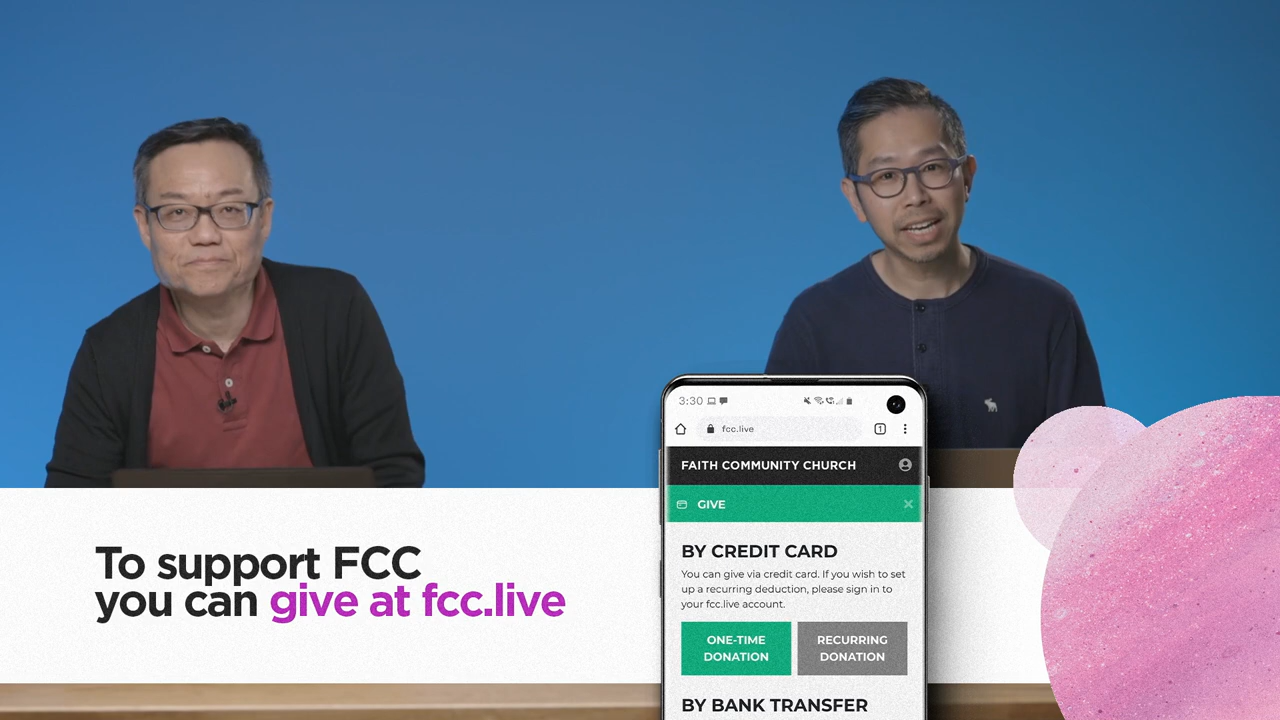 To support FCC
you can give at fcc.live
3:30
fcc.live
1
FAITH COMMUNITY CHURCH
GIVE
BY CREDIT CARD
You can give via credit card. If you wish to set
up a recurring deduction, please sign in to
your fcc.live account.
ONE-TIME
DONATION
RECURRING
DONATION
BY BANK TRANSFER